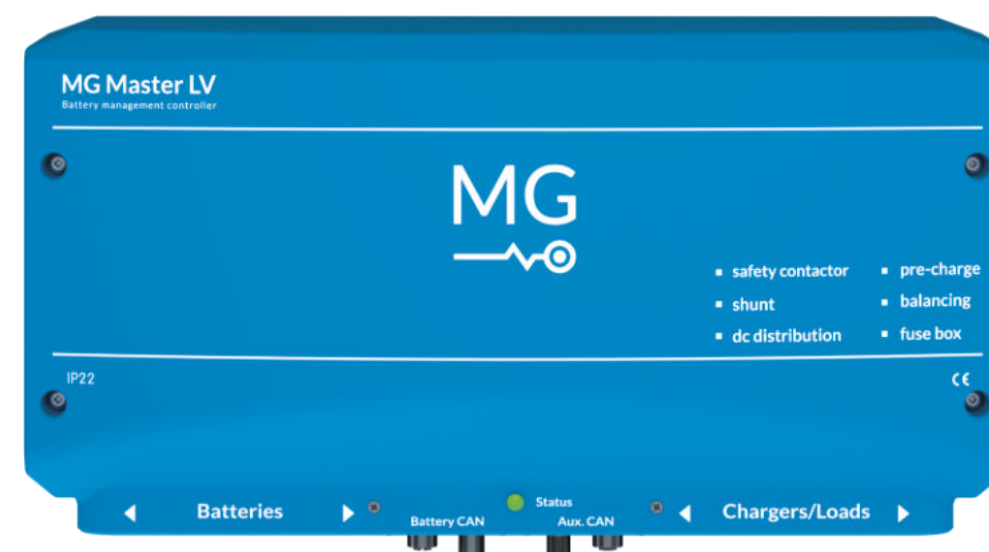 MG Master LV
Battery management controller
MG
safety contactor
pre-charge
shunt
balancing
dc distribution
fuse box
IP22
CE
Batteries
Status
Chargers/Loads
Battery CAN
Aux. CAN